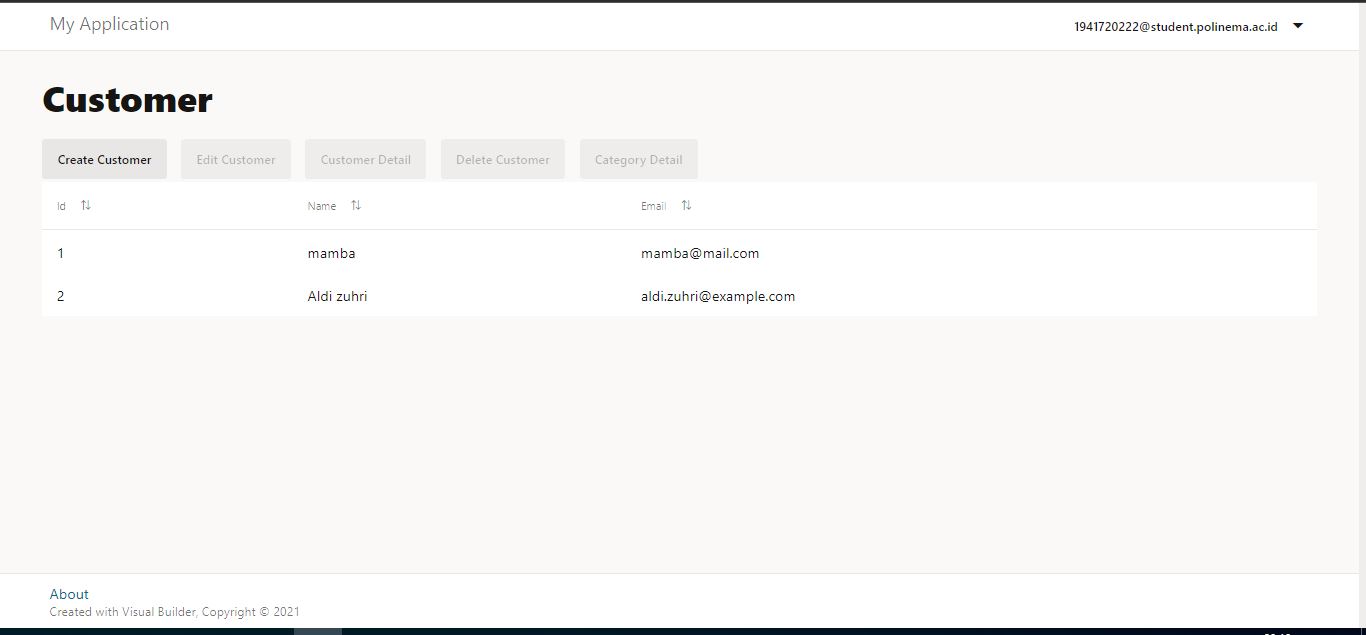 My Application
1941720222@student.polinema.ac.id
Customer
Create Customer Edit Customer Customer Detail Delete Customer Category Detail
Id Name Email
1 mamba mamba@mail.com
2 Aldi zuhri aldi.zuhri@example.com
About
Created with Visual Builder, Copyright © 2021